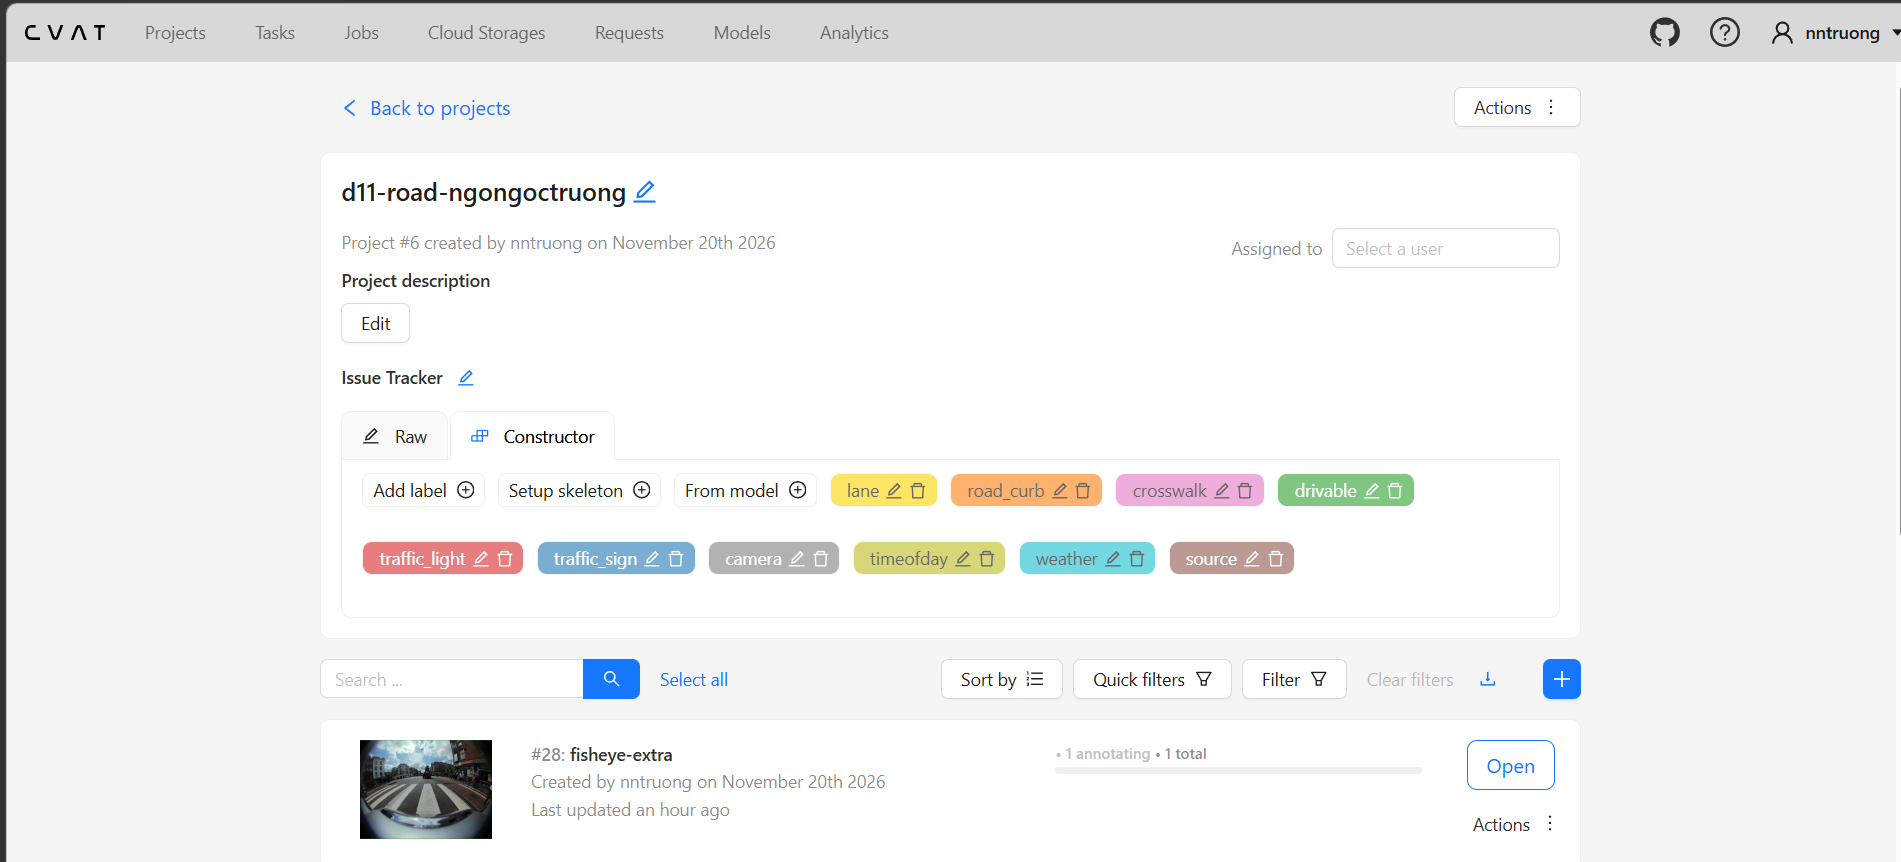 CVAT Projects Tasks Jobs Cloud Storages Requests Models Analytics nntruong
Back to projects Actions
d11-road-ngongoctruong
Project #6 created by nntruong on November 20th 2026
Assigned to Select a user
Project description
Edit
Issue Tracker
Raw Constructor
Add label Setup skeleton From model lane road_curb crosswalk drivable
traffic_light traffic_sign camera timeofday weather source
Search ... Select all Sort by Quick filters Filter Clear filters
#28: fisheye-extra • 1 annotating • 1 total
Open
Created by nntruong on November 20th 2026
Last updated an hour ago
Actions